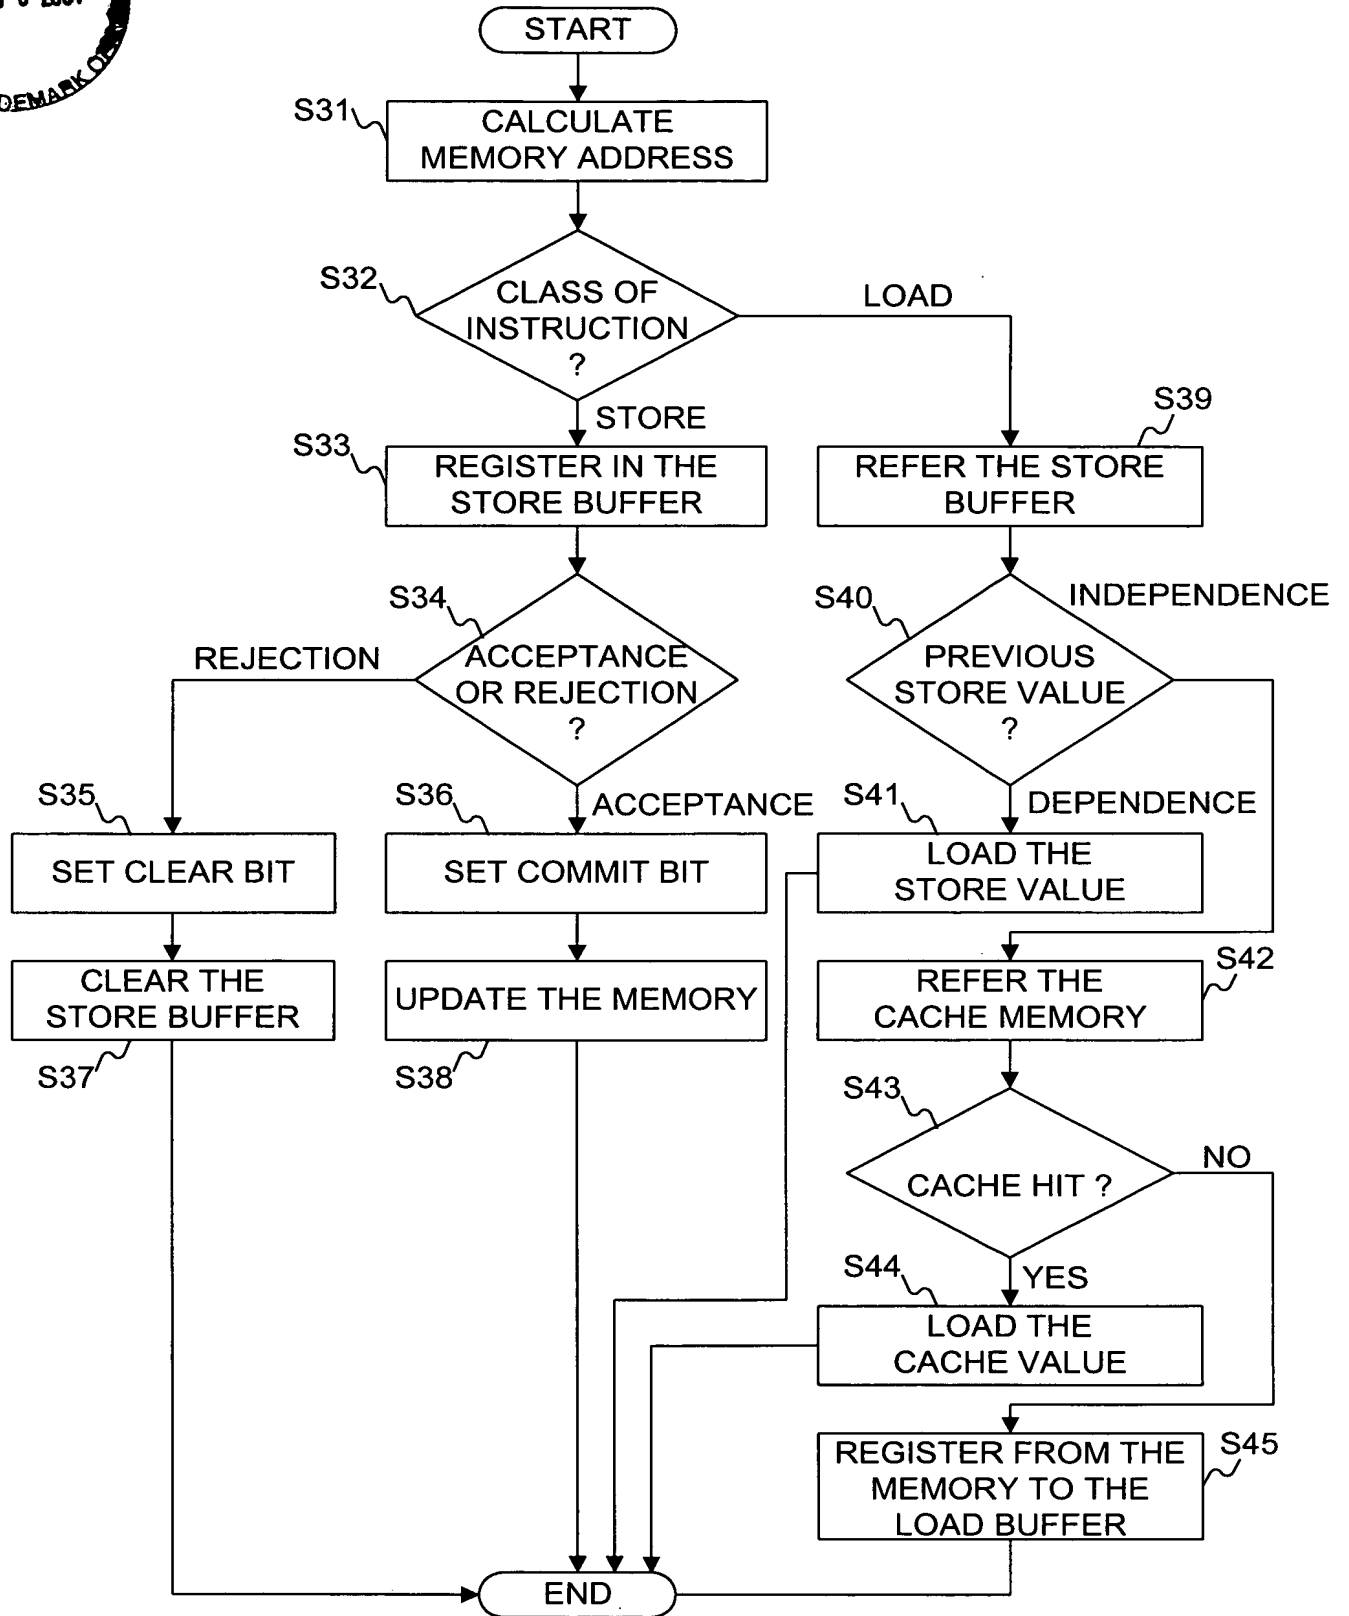 DEMARK OF
START
S31
CALCULATE
MEMORY ADDRESS
S32
CLASS OF
INSTRUCTION
?
LOAD
STORE
S33
REGISTER IN THE
STORE BUFFER
S39
REFER THE STORE
BUFFER
S34
ACCEPTANCE
OR REJECTION
?
REJECTION
S40
INDEPENDENCE
PREVIOUS
STORE VALUE
?
S35
SET CLEAR BIT
S36
ACCEPTANCE
SET COMMIT BIT
S41
DEPENDENCE
LOAD THE
STORE VALUE
CLEAR THE
STORE BUFFER
S37
UPDATE THE MEMORY
S38
S42
REFER THE
CACHE MEMORY
S43
CACHE HIT ?
NO
S44
YES
LOAD THE
CACHE VALUE
REGISTER FROM THE
MEMORY TO THE
LOAD BUFFER
S45
END